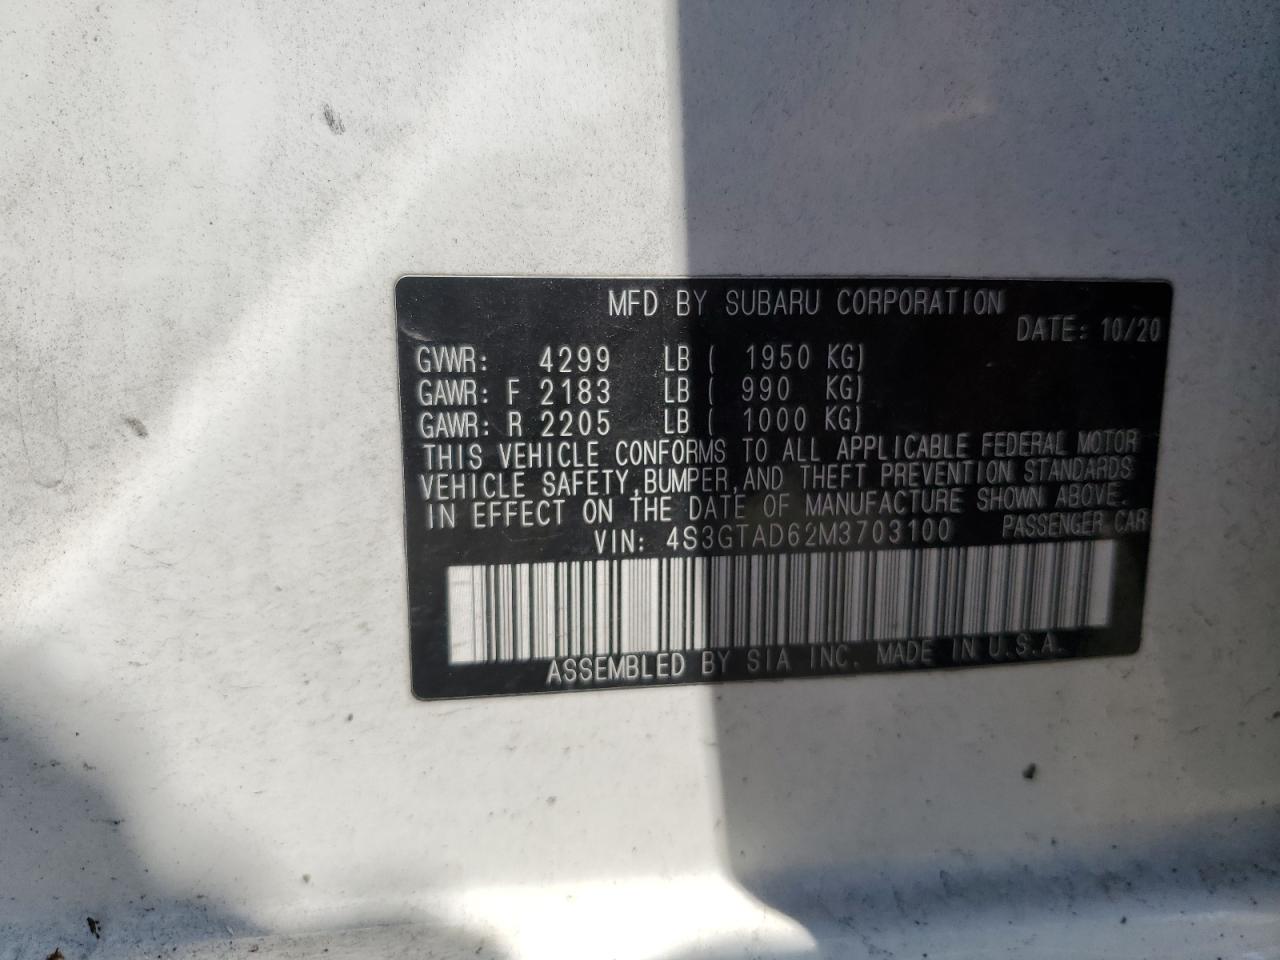 MFD BY SUBARU CORPORATION
DATE: 10/20
GVWR: 4299 LB ( 1950 KG)
GAWR: F 2183 LB ( 990 KG)
GAWR: R 2205 LB ( 1000 KG)
THIS VEHICLE CONFORMS TO ALL APPLICABLE FEDERAL MOTOR
VEHICLE SAFETY, BUMPER, AND THEFT PREVENTION STANDARDS
IN EFFECT ON THE DATE OF MANUFACTURE SHOWN ABOVE.
VIN: 4S3GTAD62M3703100 PASSENGER CAR
ASSEMBLED BY SIA INC. MADE IN U.S.A.